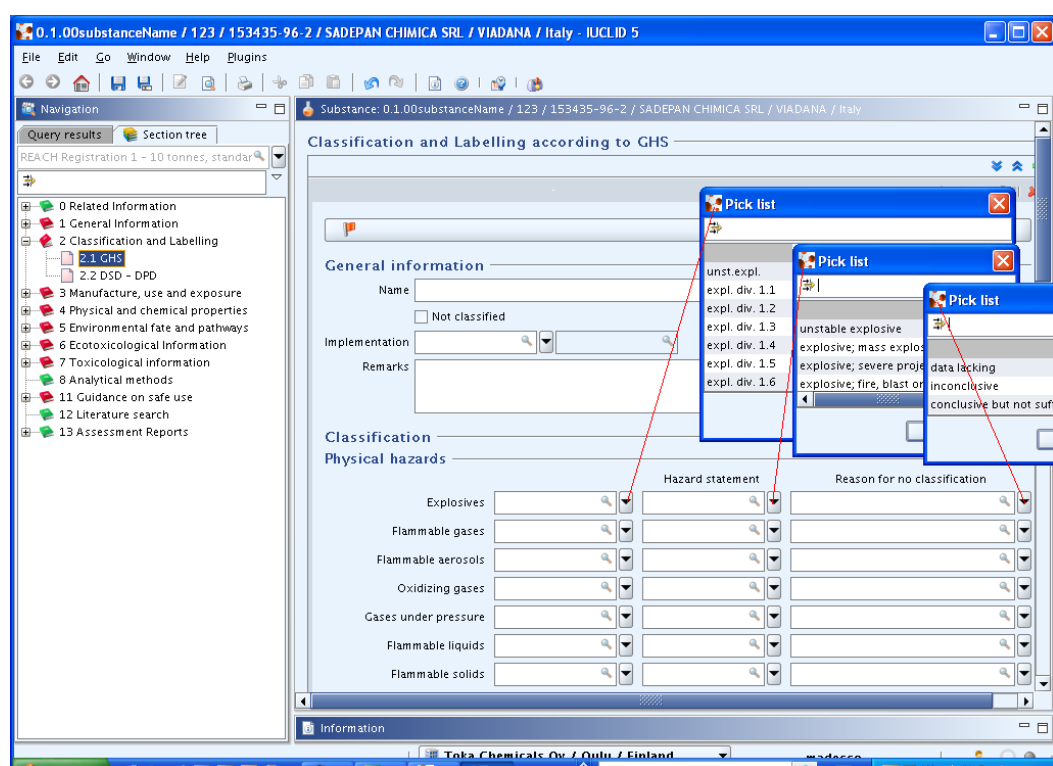 0.1.00substanceName / 123 / 153435-96-2 / SADEPAN CHIMICA SRL / VIADANA / Italy - IUCLID 5
File Edit Go Window Help Plugins
Navigation
Substance: 0.1.00substanceName / 123 / 153435-96-2 / SADEPAN CHIMICA SRL / VIADANA / Italy
Query results Section tree
REACH Registration 1 - 10 tonnes, standar
0 Related Information
1 General Information
2 Classification and Labelling
2.1 GHS
2.2 DSD - DPD
3 Manufacture, use and exposure
4 Physical and chemical properties
5 Environmental fate and pathways
6 Ecotoxicological Information
7 Toxicological information
8 Analytical methods
11 Guidance on safe use
12 Literature search
13 Assessment Reports
Classification and Labelling according to GHS
General information
Name
Not classified
Implementation
Remarks
Pick list
unst.expl.
expl. div. 1.1
expl. div. 1.2
expl. div. 1.3
expl. div. 1.4
expl. div. 1.5
expl. div. 1.6
Pick list
unstable explosive
explosive; mass explos
explosive; severe proje
explosive; fire, blast or
Pick list
data lacking
inconclusive
conclusive but not suf
Classification
Physical hazards
Hazard statement Reason for no classification
Explosives
Flammable gases
Flammable aerosols
Oxidizing gases
Gases under pressure
Flammable liquids
Flammable solids
Information
Toka Chemicals Oy / Oulu / Finland